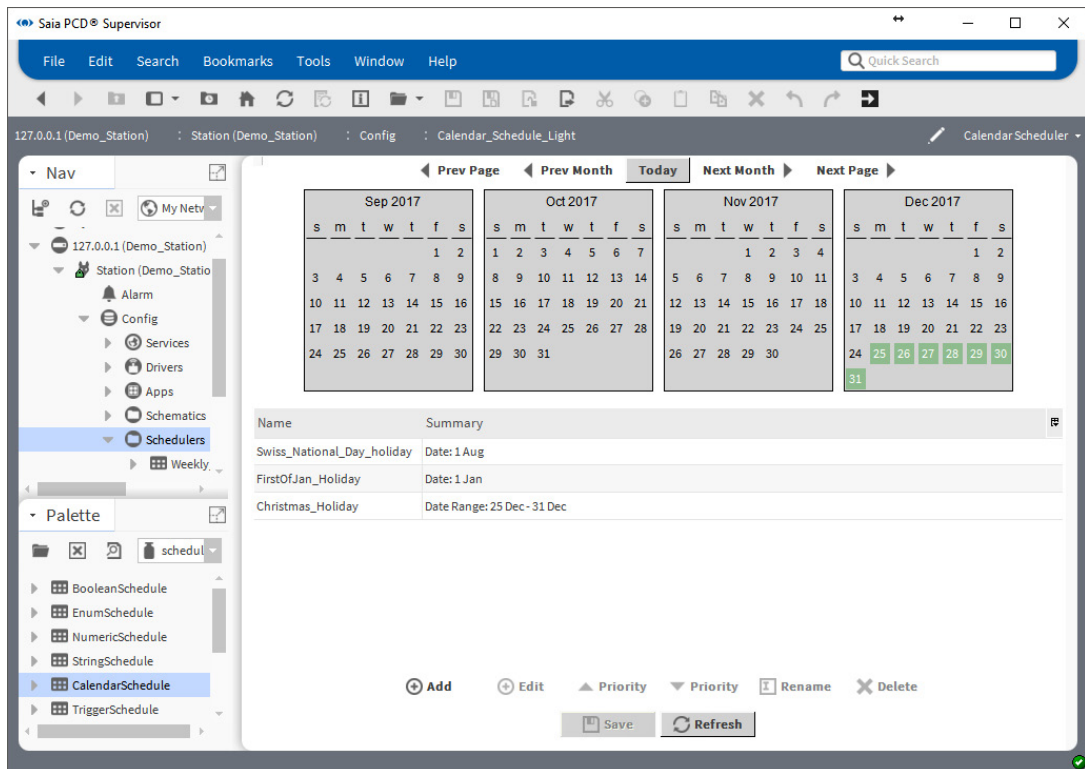 Saia PCD® Supervisor
File Edit Search Bookmarks Tools Window Help
Quick Search
127.0.0.1 (Demo_Station) : Station (Demo_Station) : Config : Calendar_Schedule_Light
Calendar Scheduler
Nav
My Netw
127.0.0.1 (Demo_Station)
Station (Demo_Statio
Alarm
Config
Services
Drivers
Apps
Schematics
Schedulers
Weekly_
Palette
schedul
BooleanSchedule
EnumSchedule
NumericSchedule
StringSchedule
CalendarSchedule
TriggerSchedule
Prev Page Prev Month Today Next Month Next Page
Sep 2017
s m t w t f s
1 2
3 4 5 6 7 8 9
10 11 12 13 14 15 16
17 18 19 20 21 22 23
24 25 26 27 28 29 30
Oct 2017
s m t w t f s
1 2 3 4 5 6 7
8 9 10 11 12 13 14
15 16 17 18 19 20 21
22 23 24 25 26 27 28
29 30 31
Nov 2017
s m t w t f s
1 2 3 4
5 6 7 8 9 10 11
12 13 14 15 16 17 18
19 20 21 22 23 24 25
26 27 28 29 30
Dec 2017
s m t w t f s
1 2
3 4 5 6 7 8 9
10 11 12 13 14 15 16
17 18 19 20 21 22 23
24 25 26 27 28 29 30
31
Name Summary
Swiss_National_Day_holiday Date: 1 Aug
FirstOfJan_Holiday Date: 1 Jan
Christmas_Holiday Date Range: 25 Dec - 31 Dec
Add Edit Priority Priority Rename Delete
Save Refresh